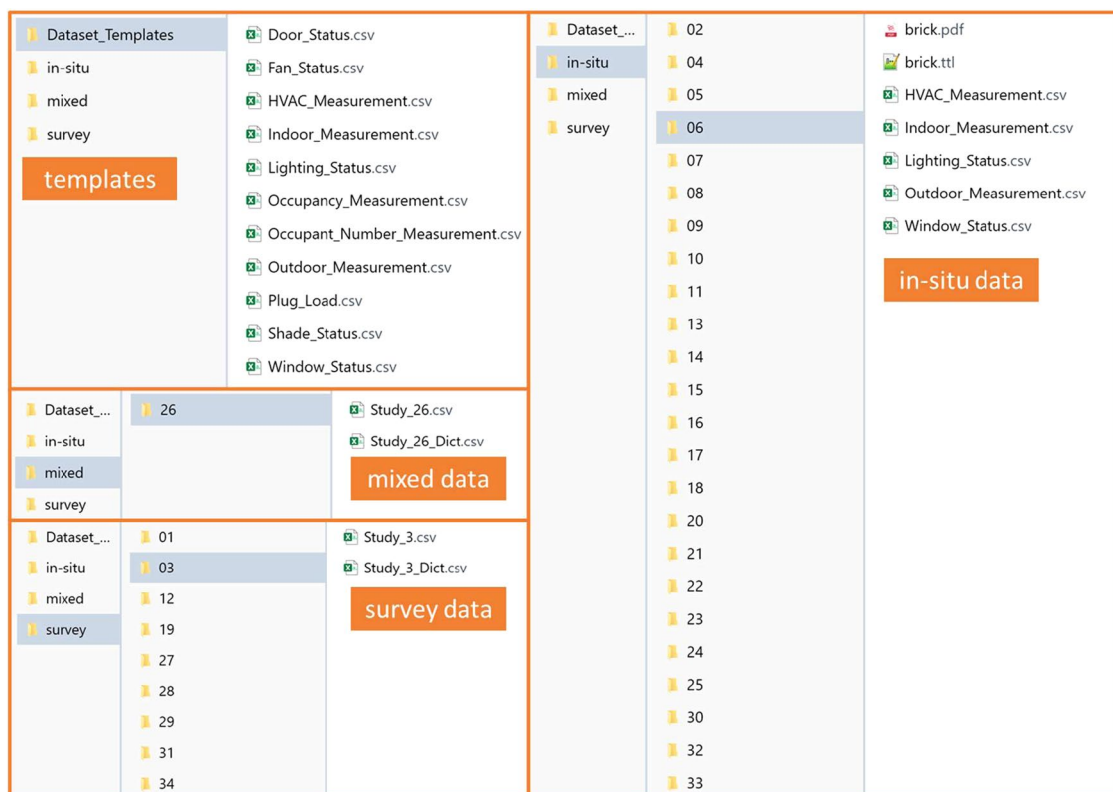 Dataset_Templates
in-situ
mixed
survey
templates
Door_Status.csv
Fan_Status.csv
HVAC_Measurement.csv
Indoor_Measurement.csv
Lighting_Status.csv
Occupancy_Measurement.csv
Occupant_Number_Measurement.csv
Outdoor_Measurement.csv
Plug_Load.csv
Shade_Status.csv
Window_Status.csv
Dataset_...
in-situ
mixed
survey
26
Study_26.csv
Study_26_Dict.csv
mixed data
Dataset_...
in-situ
mixed
survey
01
03
12
19
27
28
29
31
34
Study_3.csv
Study_3_Dict.csv
survey data
Dataset_...
in-situ
mixed
survey
02
04
05
06
07
08
09
10
11
13
14
15
16
17
18
20
21
22
23
24
25
30
32
33
brick.pdf
brick.ttl
HVAC_Measurement.csv
Indoor_Measurement.csv
Lighting_Status.csv
Outdoor_Measurement.csv
Window_Status.csv
in-situ data